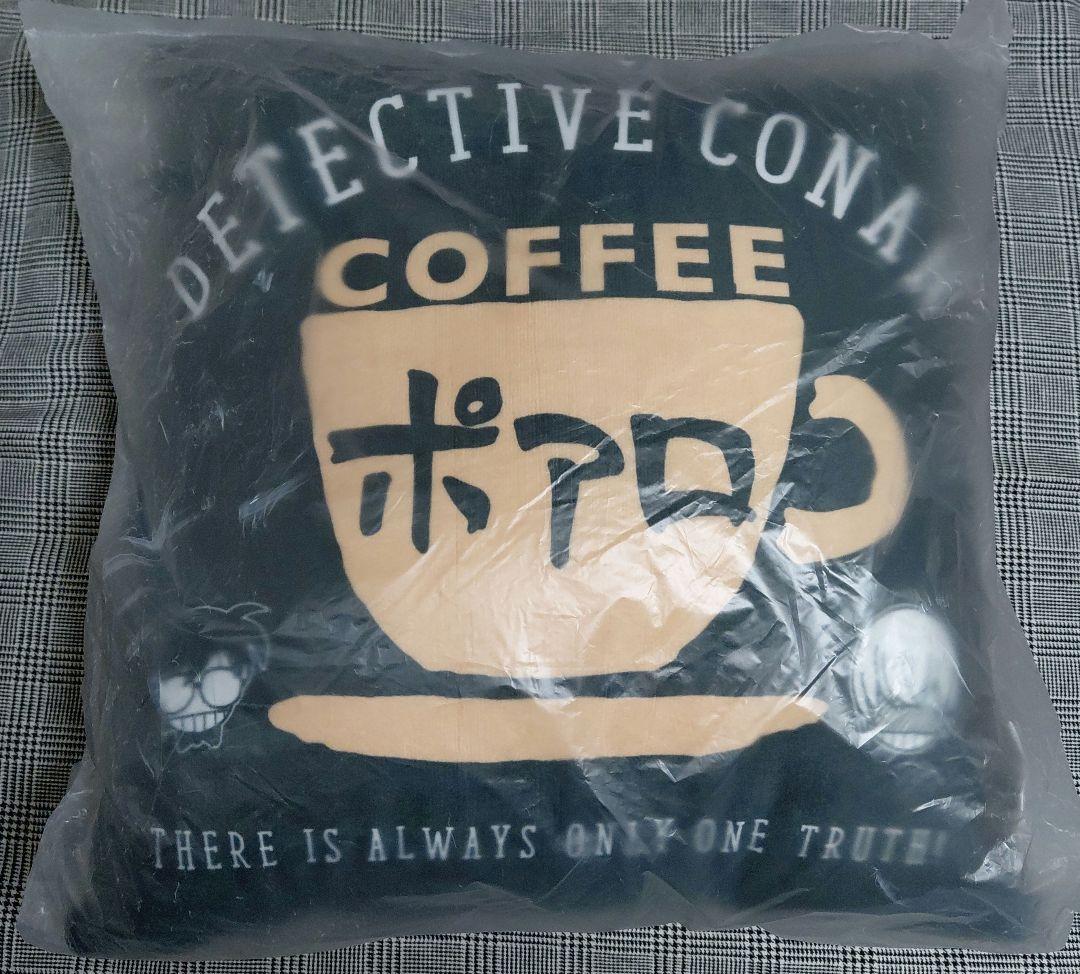 DETECTIVE CONAN
COFFEE
ポアロ
THERE IS ALWAYS ONLY ONE TRUTH!